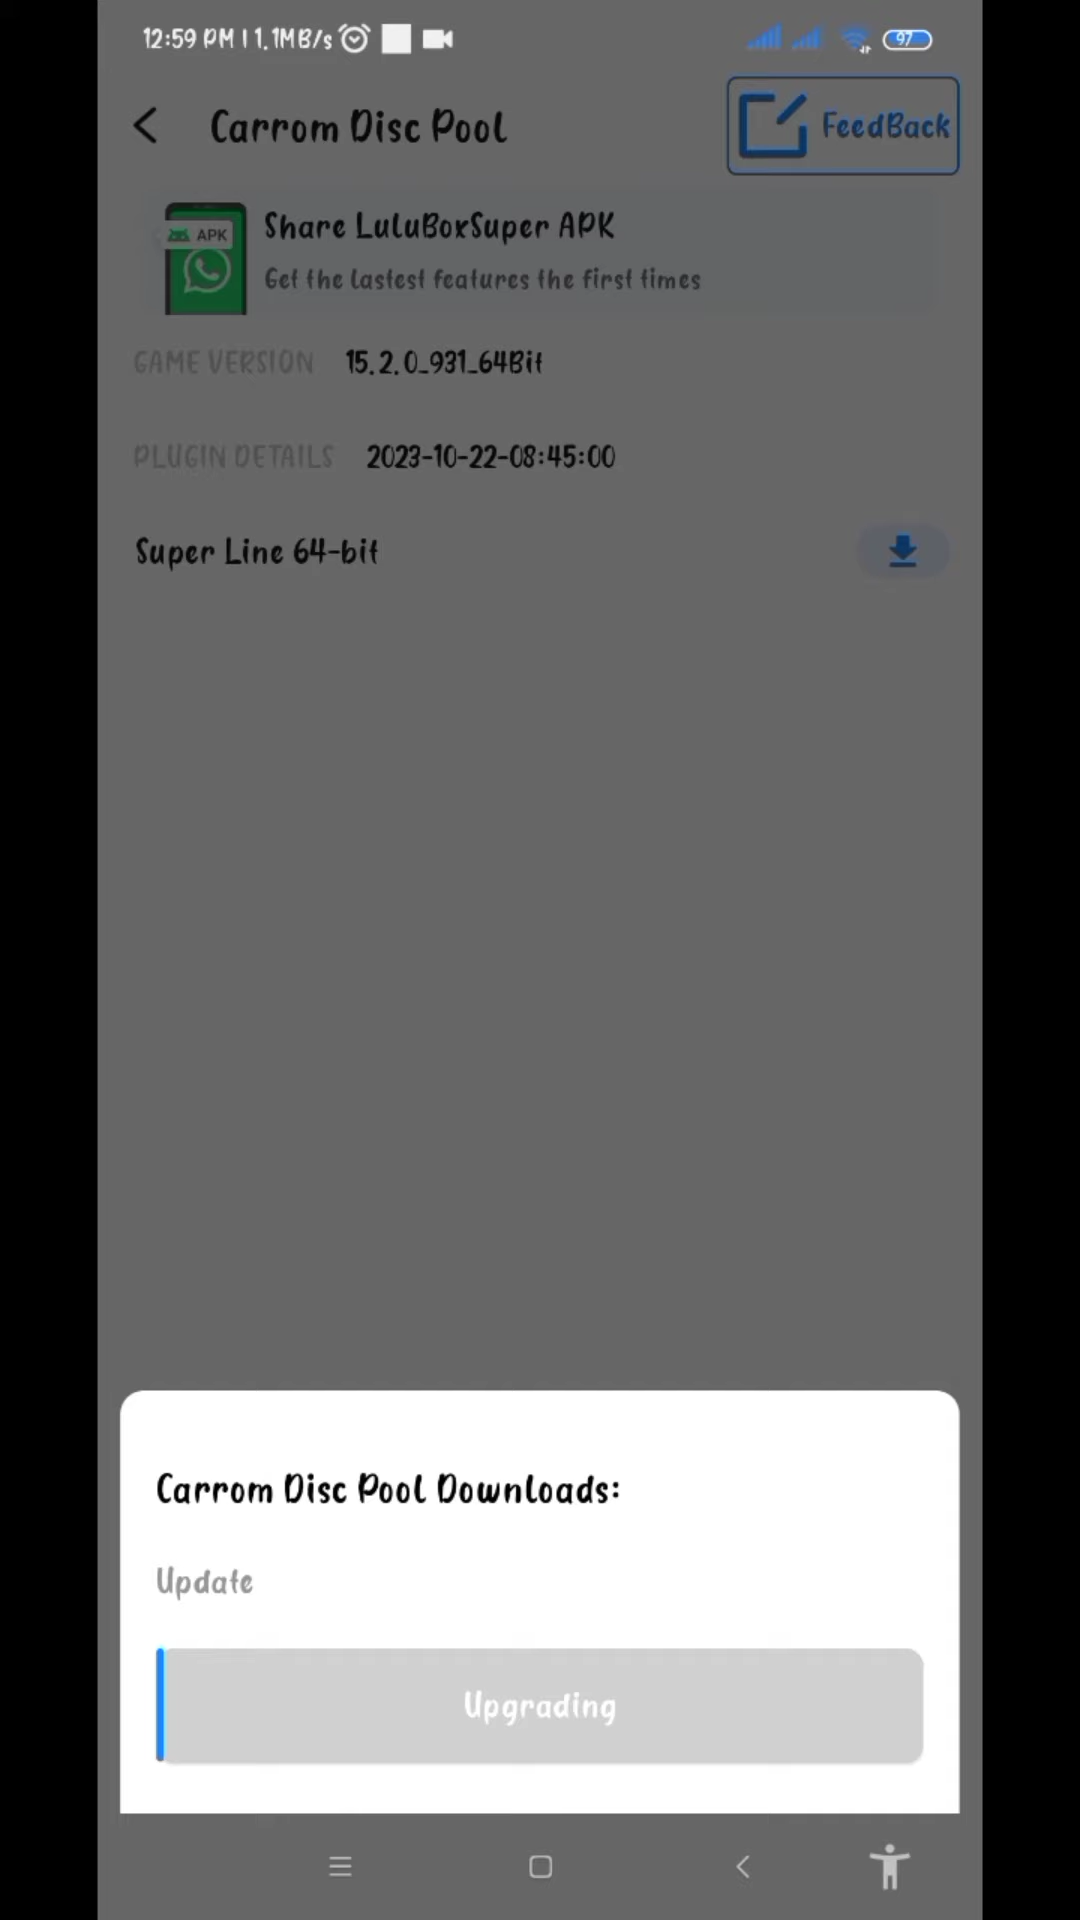 12:59 PM | 1.1MB/s 97
Carrom Disc Pool
FeedBack
APK
Share LuluBoxSuper APK
Get the lastest features the first times
GAME VERSION 15.2.0_931_64Bit
PLUGIN DETAILS 2023-10-22-08:45:00
Super Line 64-bit
Carrom Disc Pool Downloads:
Update
Upgrading